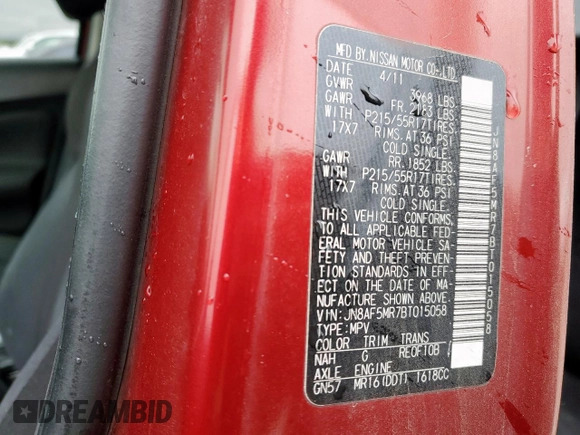 MFD BY NISSAN MOTOR CO., LTD.
4/11
GVWR 3968 LBS
GAWR FR. 2173 LBS
WITH P215/55R17TIRES
17X7 RIMS. AT 36 PSI
COLD SINGLE.
GAWR RR. 1852 LBS.
WITH P215/55R17TIRES
17X7 RIMS. AT 36 PSI
COLD SINGLE.
THIS VEHICLE CONFORMS
TO ALL APPLICABLE FED-
ERAL MOTOR VEHICLE SA-
FETY AND THEFT PREVEN-
TION STANDARDS IN EFF-
ECT ON THE DATE OF MA-
NUFACTURE SHOWN ABOVE.
VIN: JN8AF5MR7BT015058
TYPE: MPV
COLOR TRIM TRANS
NAH G RE0F10B
AXLE ENGINE
GN57 MR16(DDT) 1618CC
JN8AF5MR7BT015058
DREAMBID